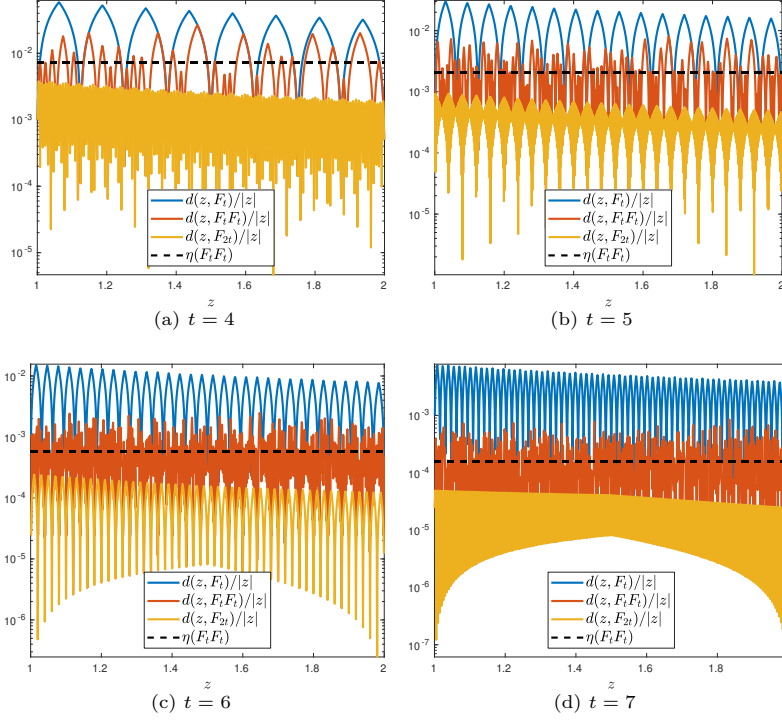 10^{-2}
10^{-3}
10^{-4}
10^{-5}
1 1.2 1.4 1.6 1.8 2
z
d(z, F_t)/|z|
d(z, F_tF_t)/|z|
d(z, F_{2t})/|z|
η(F_tF_t)
(a) t = 4
10^{-2}
10^{-3}
10^{-4}
10^{-5}
1 1.2 1.4 1.6 1.8 2
z
d(z, F_t)/|z|
d(z, F_tF_t)/|z|
d(z, F_{2t})/|z|
η(F_tF_t)
(b) t = 5
10^{-2}
10^{-3}
10^{-4}
10^{-5}
10^{-6}
1 1.2 1.4 1.6 1.8 2
z
d(z, F_t)/|z|
d(z, F_tF_t)/|z|
d(z, F_{2t})/|z|
η(F_tF_t)
(c) t = 6
10^{-3}
10^{-4}
10^{-5}
10^{-6}
10^{-7}
1 1.2 1.4 1.6 1.8 2
z
d(z, F_t)/|z|
d(z, F_tF_t)/|z|
d(z, F_{2t})/|z|
η(F_tF_t)
(d) t = 7